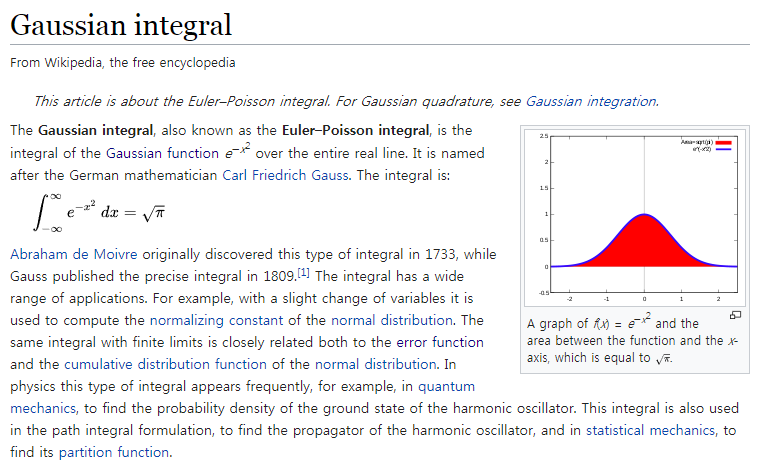 Gaussian integral
From Wikipedia, the free encyclopedia
This article is about the Euler–Poisson integral. For Gaussian quadrature, see Gaussian integration.
The Gaussian integral, also known as the Euler–Poisson integral, is the
integral of the Gaussian function e^−x² over the entire real line. It is named
after the German mathematician Carl Friedrich Gauss. The integral is:
∫_−∞^∞ e^−x² dx = √π
Abraham de Moivre originally discovered this type of integral in 1733, while
Gauss published the precise integral in 1809.[1] The integral has a wide
range of applications. For example, with a slight change of variables it is
used to compute the normalizing constant of the normal distribution. The
same integral with finite limits is closely related both to the error function
and the cumulative distribution function of the normal distribution. In
physics this type of integral appears frequently, for example, in quantum
mechanics, to find the probability density of the ground state of the harmonic oscillator. This integral is also used
in the path integral formulation, to find the propagator of the harmonic oscillator, and in statistical mechanics, to
find its partition function.
Area=sqrt(pi)
e^(-x^2)
2.5
2
1.5
1
0.5
0
-0.5
-2 -1 0 1 2
A graph of f(x) = e^−x² and the
area between the function and the x-
axis, which is equal to √π.